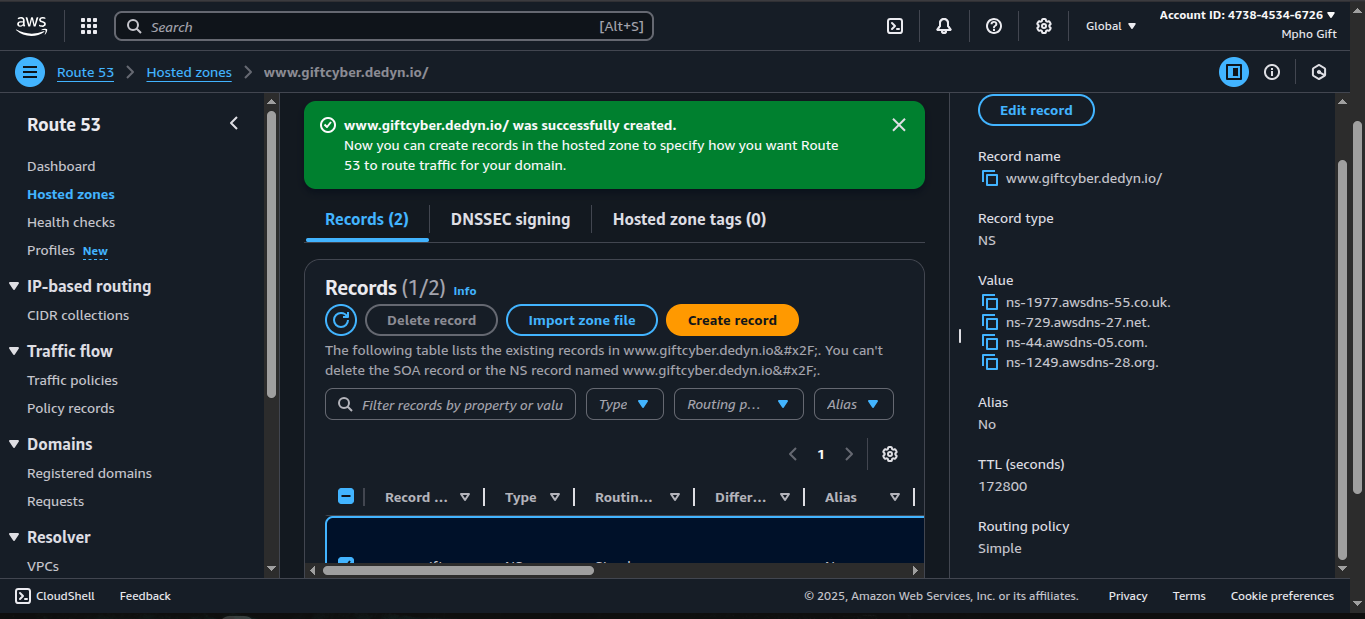 aws
Search [Alt+S]
Global
Account ID: 4738-4534-6726
Mpho Gift
Route 53 Hosted zones www.giftcyber.dedyn.io/
Route 53
Dashboard
Hosted zones
Health checks
Profiles New
IP-based routing
CIDR collections
Traffic flow
Traffic policies
Policy records
Domains
Registered domains
Requests
Resolver
VPCs
www.giftcyber.dedyn.io/ was successfully created.
Now you can create records in the hosted zone to specify how you want Route
53 to route traffic for your domain.
Records (2) DNSSEC signing Hosted zone tags (0)
Records (1/2) Info
Delete record Import zone file Create record
The following table lists the existing records in www.giftcyber.dedyn.io&#x2F;. You can't
delete the SOA record or the NS record named www.giftcyber.dedyn.io&#x2F;.
Filter records by property or valu Type Routing p... Alias
1
Record ... Type Routin... Differ... Alias
Edit record
Record name
www.giftcyber.dedyn.io/
Record type
NS
Value
ns-1977.awsdns-55.co.uk.
ns-729.awsdns-27.net.
ns-44.awsdns-05.com.
ns-1249.awsdns-28.org.
Alias
No
TTL (seconds)
172800
Routing policy
Simple
CloudShell Feedback © 2025, Amazon Web Services, Inc. or its affiliates. Privacy Terms Cookie preferences